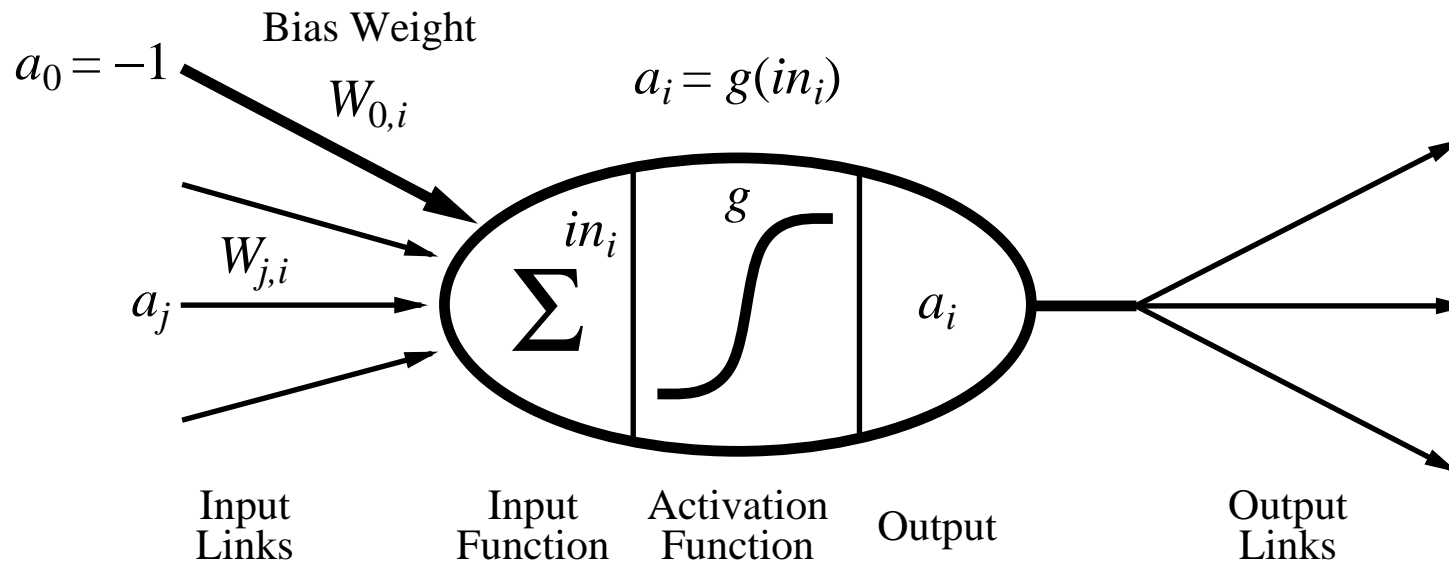 Bias Weight
a₀ = −1
W₀,ᵢ
aᵢ = g(inᵢ)
g
inᵢ
Wⱼ,ᵢ
Σ
aⱼ
aᵢ
Input
Links
Input
Function
Activation
Function
Output
Output
Links